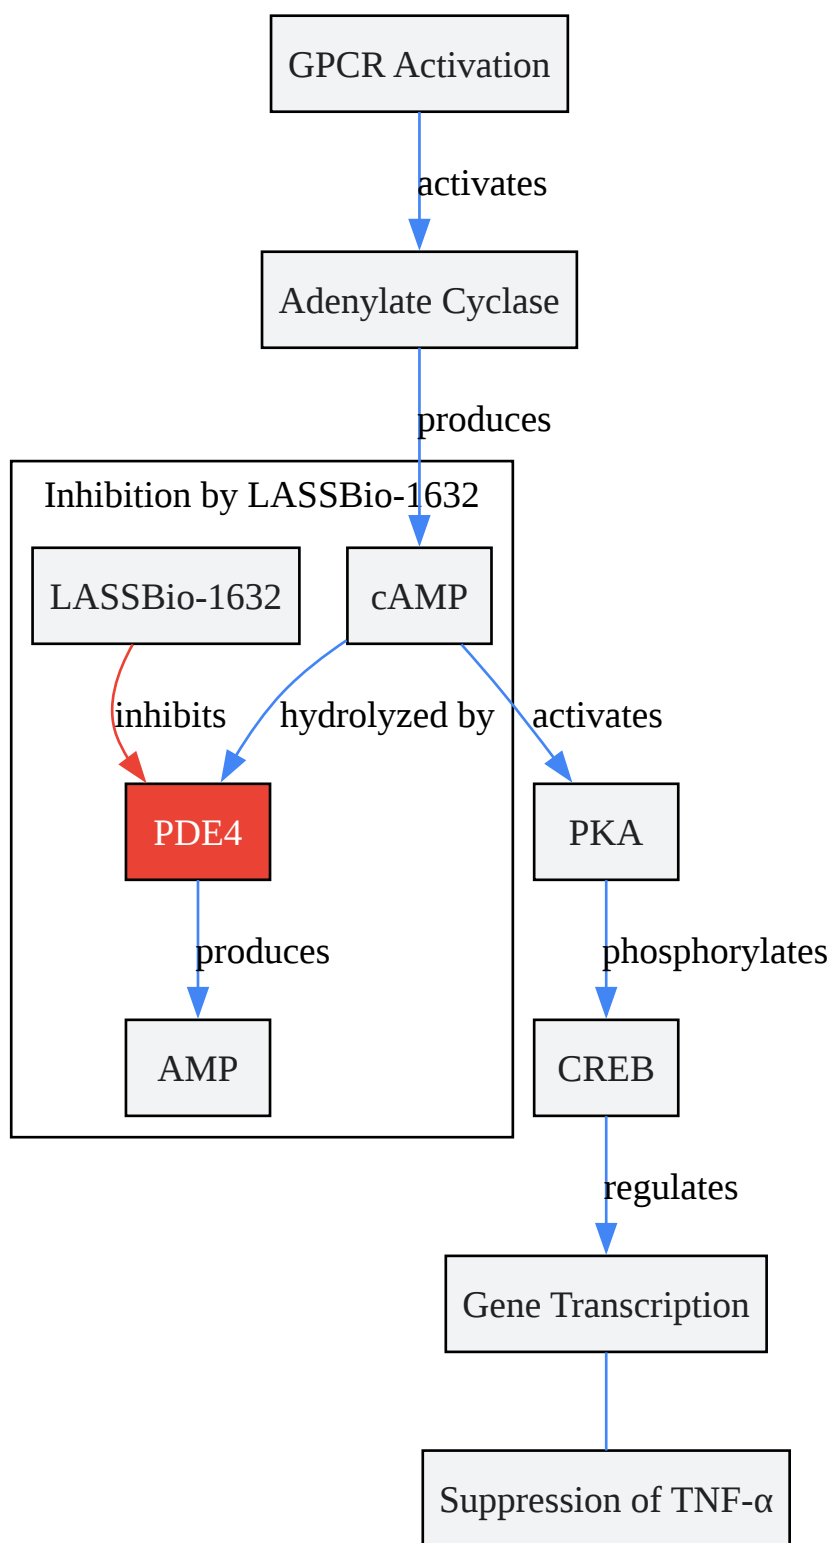 GPCR Activation
activates
Adenylate Cyclase
produces
Inhibition by LASSBio-1632
LASSBio-1632
cAMP
inhibits
hydrolyzed by
activates
PDE4
PKA
produces
phosphorylates
AMP
CREB
regulates
Gene Transcription
Suppression of TNF-α